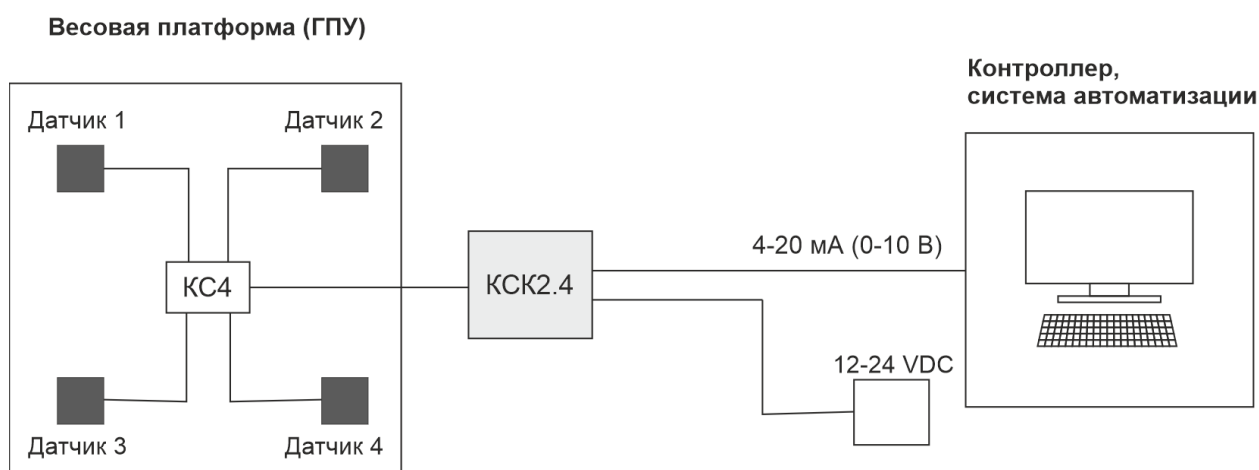 Весовая платформа (ГПУ)
Контроллер,
система автоматизации
Датчик 1
Датчик 2
4-20 мА (0-10 В)
КС4
КСК2.4
12-24 VDC
Датчик 3
Датчик 4